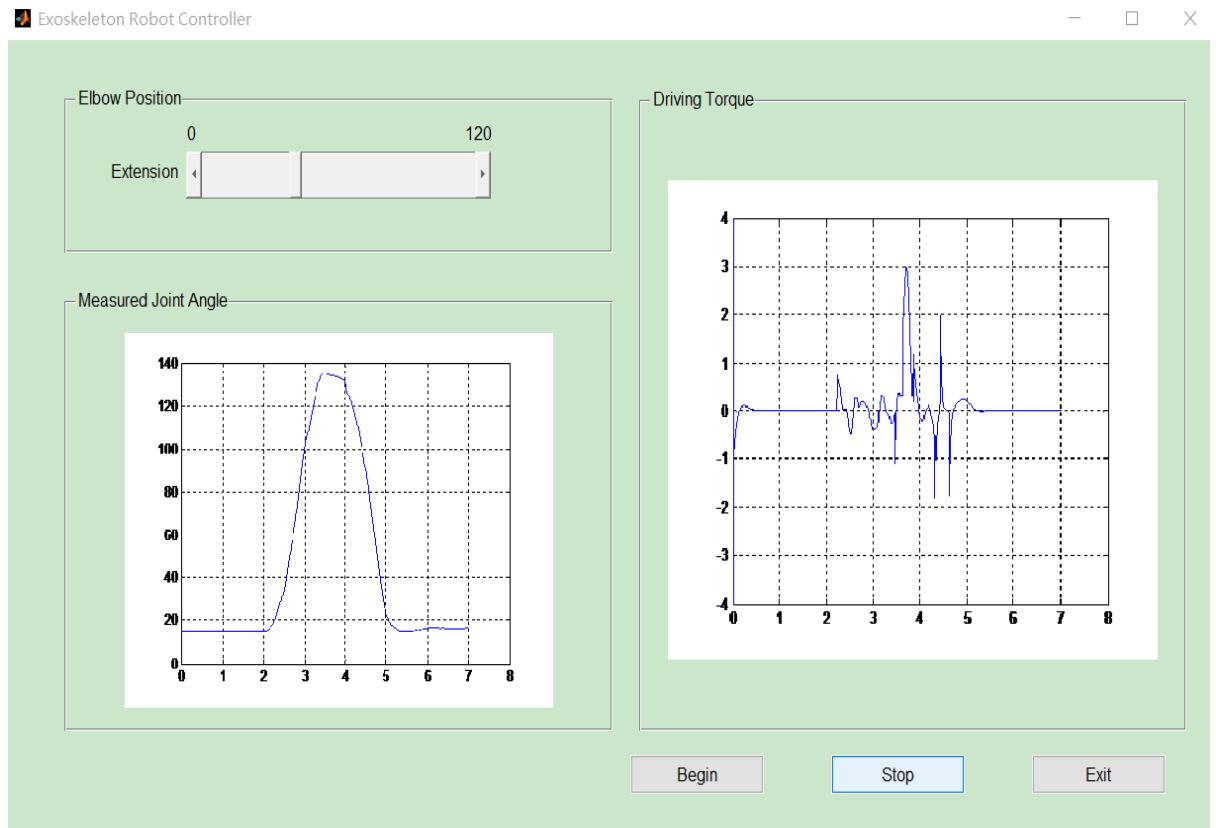 Exoskeleton Robot Controller
Elbow Position
0 120
Extension
Measured Joint Angle
140
120
100
80
60
40
20
0
0 1 2 3 4 5 6 7 8
Driving Torque
4
3
2
1
0
-1
-2
-3
-4
0 1 2 3 4 5 6 7 8
Begin Stop Exit